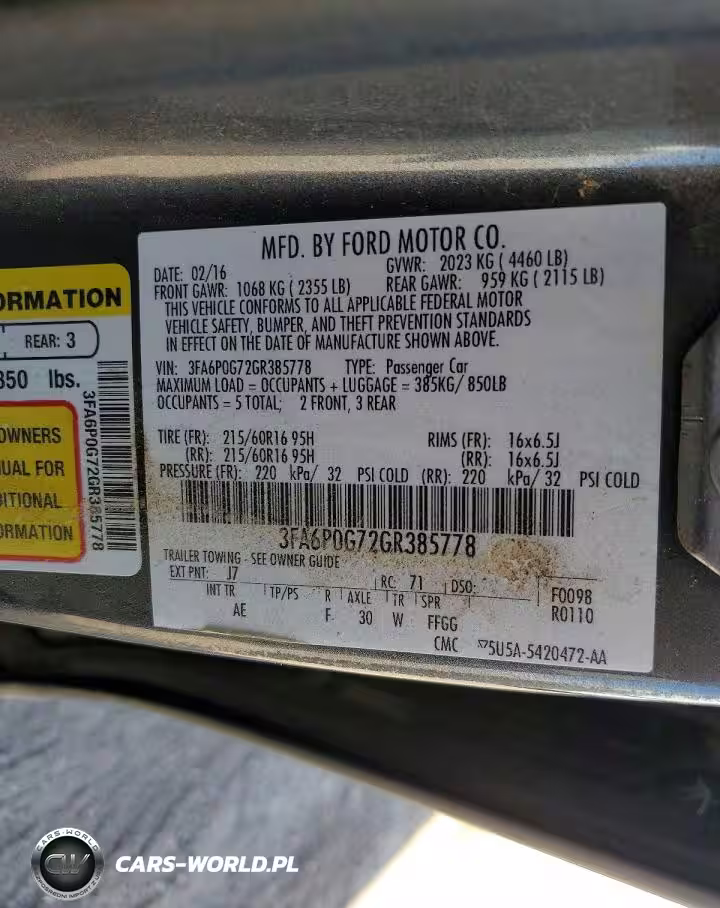 ORMATION
REAR: 3
850 lbs.
OWNERS
UAL FOR
DITIONAL
ORMATION
3FA6P0G72GR385778
MFD. BY FORD MOTOR CO.
DATE: 02/16 GVWR: 2023 KG ( 4460 LB)
FRONT GAWR: 1068 KG ( 2355 LB) REAR GAWR: 959 KG ( 2115 LB)
THIS VEHICLE CONFORMS TO ALL APPLICABLE FEDERAL MOTOR
VEHICLE SAFETY, BUMPER, AND THEFT PREVENTION STANDARDS
IN EFFECT ON THE DATE OF MANUFACTURE SHOWN ABOVE.
VIN: 3FA6P0G72GR385778 TYPE: Passenger Car
MAXIMUM LOAD = OCCUPANTS + LUGGAGE = 385KG/ 850LB
OCCUPANTS = 5 TOTAL; 2 FRONT, 3 REAR
TIRE (FR): 215/60R16 95H RIMS (FR): 16x6.5J
(RR): 215/60R16 95H (RR): 16x6.5J
PRESSURE (FR): 220 kPa/ 32 PSI COLD (RR): 220 kPa/ 32 PSI COLD
3FA6P0G72GR385778
TRAILER TOWING - SEE OWNER GUIDE
EXT PNT: J7 RC: 71 DSO: F0098
INT TR TP/PS R AXLE TR SPR R0110
AE F 30 W FFGG
CMC 5U5A-5420472-AA
CARS-WORLD
CW
CARS-WORLD.PL